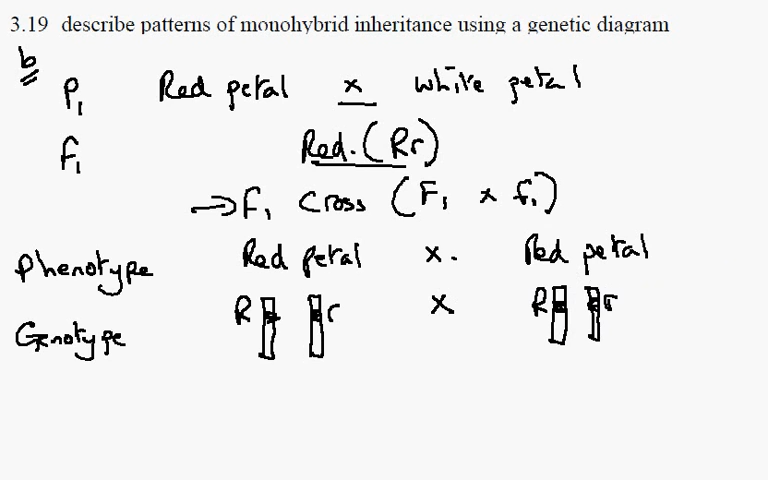 3.19 describe patterns of monohybrid inheritance using a genetic diagram
b
P1 Red petal x white petal
F1 Red. (Rr)
→ F1 Cross (F1 x f1)
Phenotype Red petal x. Red petal
Genotype R r x R r